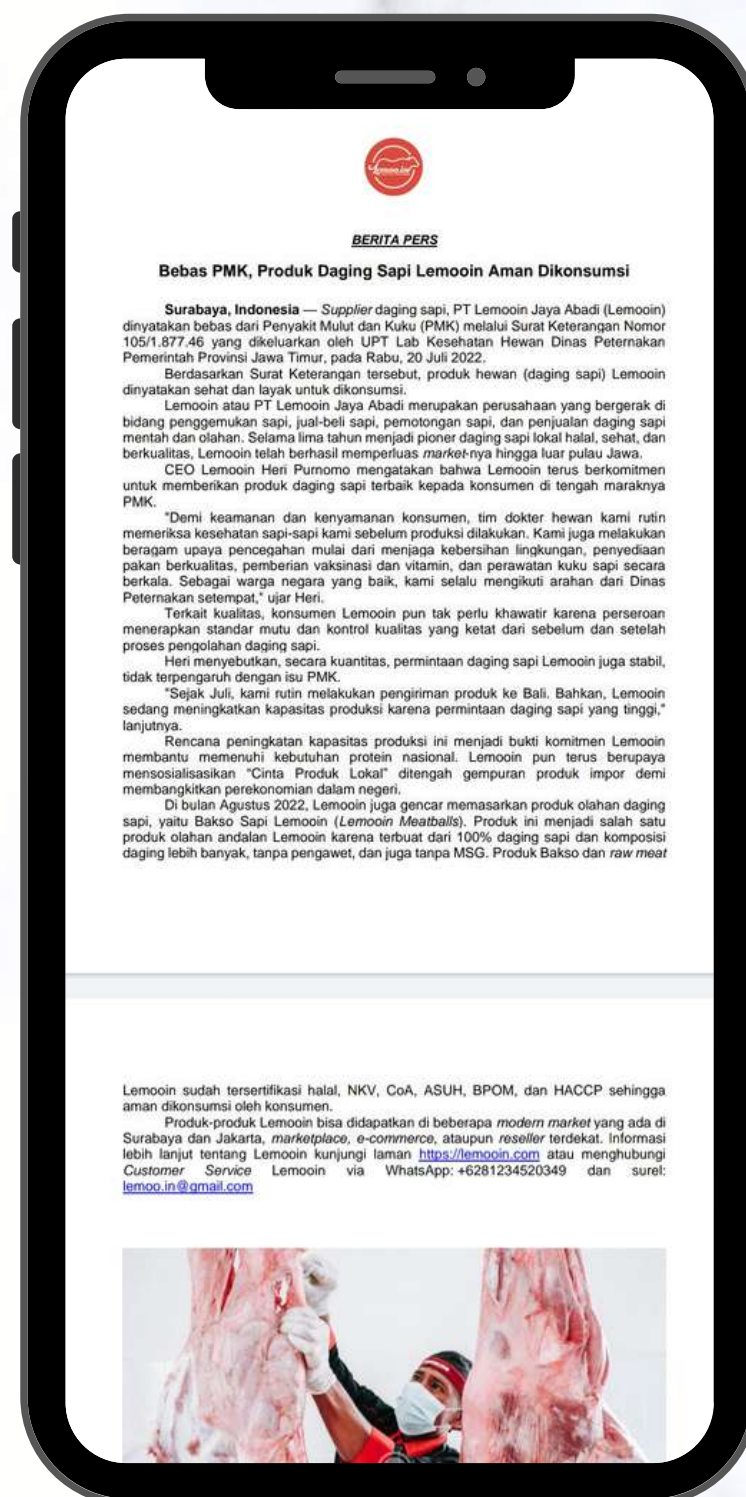 Lemoo.in
BERITA PERS
Bebas PMK, Produk Daging Sapi Lemooin Aman Dikonsumsi
Surabaya, Indonesia — Supplier daging sapi, PT Lemooin Jaya Abadi (Lemooin)
dinyatakan bebas dari Penyakit Mulut dan Kuku (PMK) melalui Surat Keterangan Nomor
105/1.877.46 yang dikeluarkan oleh UPT Lab Kesehatan Hewan Dinas Peternakan
Pemerintah Provinsi Jawa Timur, pada Rabu, 20 Juli 2022.
Berdasarkan Surat Keterangan tersebut, produk hewan (daging sapi) Lemooin
dinyatakan sehat dan layak untuk dikonsumsi.
Lemooin atau PT Lemooin Jaya Abadi merupakan perusahaan yang bergerak di
bidang penggemukan sapi, jual-beli sapi, pemotongan sapi, dan penjualan daging sapi
mentah dan olahan. Selama lima tahun menjadi pioner daging sapi lokal halal, sehat, dan
berkualitas, Lemooin telah berhasil memperluas market-nya hingga luar pulau Jawa.
CEO Lemooin Heri Purnomo mengatakan bahwa Lemooin terus berkomitmen
untuk memberikan produk daging sapi terbaik kepada konsumen di tengah maraknya
PMK.
"Demi keamanan dan kenyamanan konsumen, tim dokter hewan kami rutin
memeriksa kesehatan sapi-sapi kami sebelum produksi dilakukan. Kami juga melakukan
beragam upaya pencegahan mulai dari menjaga kebersihan lingkungan, penyediaan
pakan berkualitas, pemberian vaksinasi dan vitamin, dan perawatan kuku sapi secara
berkala. Sebagai warga negara yang baik, kami selalu mengikuti arahan dari Dinas
Peternakan setempat," ujar Heri.
Terkait kualitas, konsumen Lemooin pun tak perlu khawatir karena perseroan
menerapkan standar mutu dan kontrol kualitas yang ketat dari sebelum dan setelah
proses pengolahan daging sapi.
Heri menyebutkan, secara kuantitas, permintaan daging sapi Lemooin juga stabil,
tidak terpengaruh dengan isu PMK.
"Sejak Juli, kami rutin melakukan pengiriman produk ke Bali. Bahkan, Lemooin
sedang meningkatkan kapasitas produksi karena permintaan daging sapi yang tinggi,"
lanjutnya.
Rencana peningkatan kapasitas produksi ini menjadi bukti komitmen Lemooin
membantu memenuhi kebutuhan protein nasional. Lemooin pun terus berupaya
mensosialisasikan "Cinta Produk Lokal" ditengah gempuran produk impor demi
membangkitkan perekonomian dalam negeri.
Di bulan Agustus 2022, Lemooin juga gencar memasarkan produk olahan daging
sapi, yaitu Bakso Sapi Lemooin (Lemooin Meatballs). Produk ini menjadi salah satu
produk olahan andalan Lemooin karena terbuat dari 100% daging sapi dan komposisi
daging lebih banyak, tanpa pengawet, dan juga tanpa MSG. Produk Bakso dan raw meat
Lemooin sudah tersertifikasi halal, NKV, CoA, ASUH, BPOM, dan HACCP sehingga
aman dikonsumsi oleh konsumen.
Produk-produk Lemooin bisa didapatkan di beberapa modern market yang ada di
Surabaya dan Jakarta, marketplace, e-commerce, ataupun reseller terdekat. Informasi
lebih lanjut tentang Lemooin kunjungi laman https://lemooin.com atau menghubungi
Customer Service Lemooin via WhatsApp: +6281234520349 dan surel:
lemoo.in@gmail.com